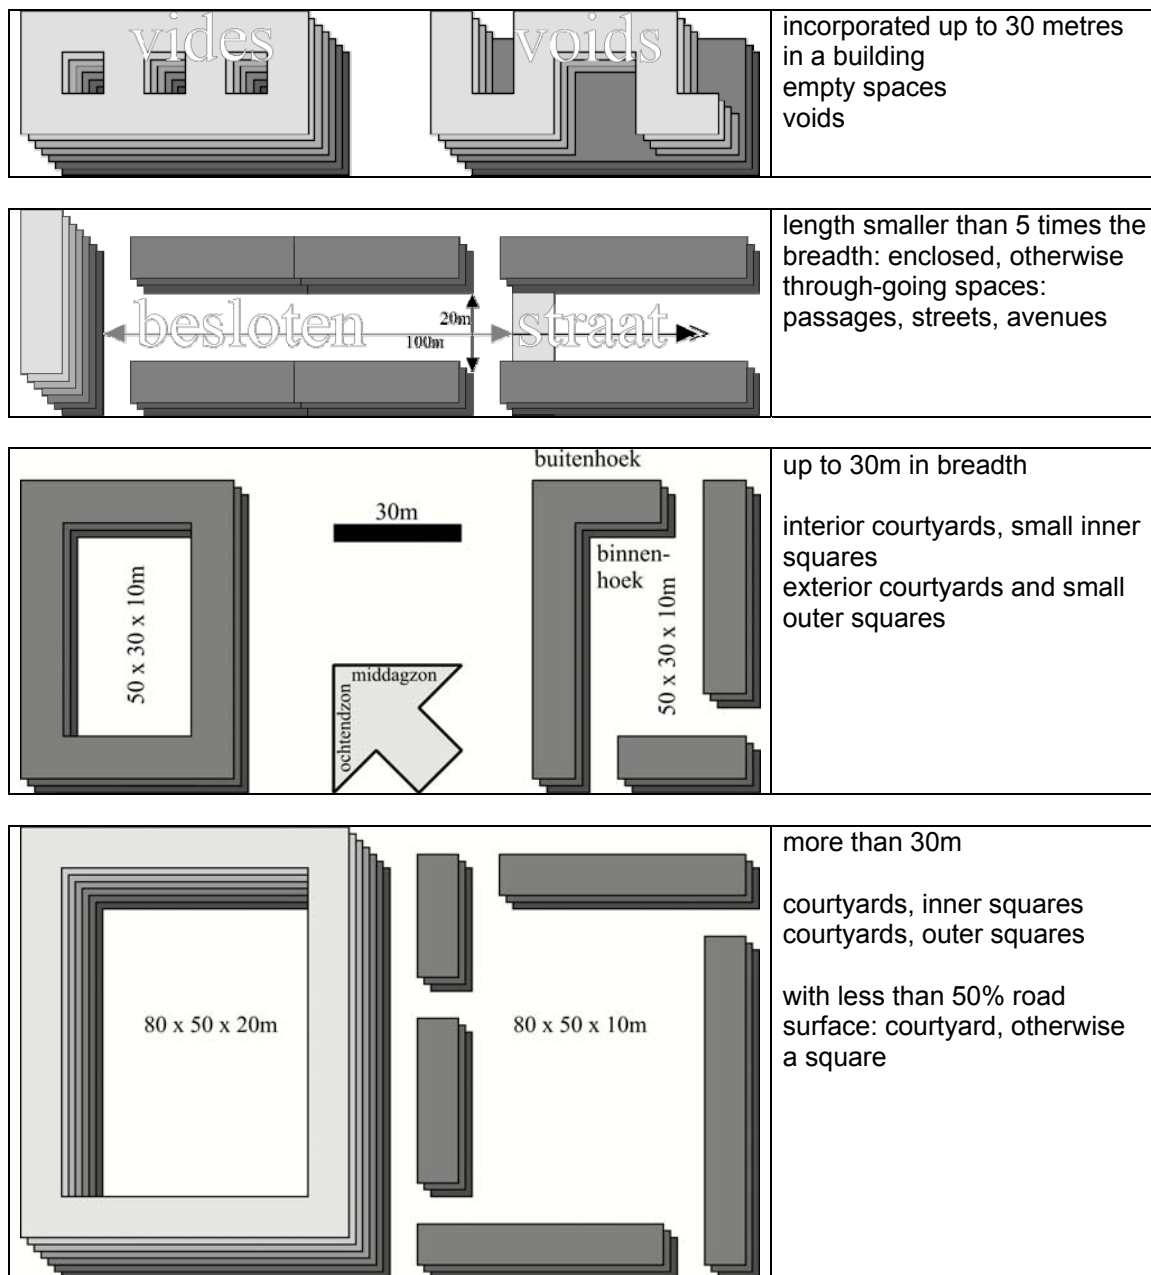 vides
voids
incorporated up to 30 metres
in a building
empty spaces
voids
besloten
straat
20m
100m
length smaller than 5 times the
breadth: enclosed, otherwise
through-going spaces:
passages, streets, avenues
50 x 30 x 10m
30m
middagzon
ochtendzon
buitenhoek
binnen-
hoek
50 x 30 x 10m
up to 30m in breadth
interior courtyards, small inner
squares
exterior courtyards and small
outer squares
80 x 50 x 20m
80 x 50 x 10m
more than 30m
courtyards, inner squares
courtyards, outer squares
with less than 50% road
surface: courtyard, otherwise
a square